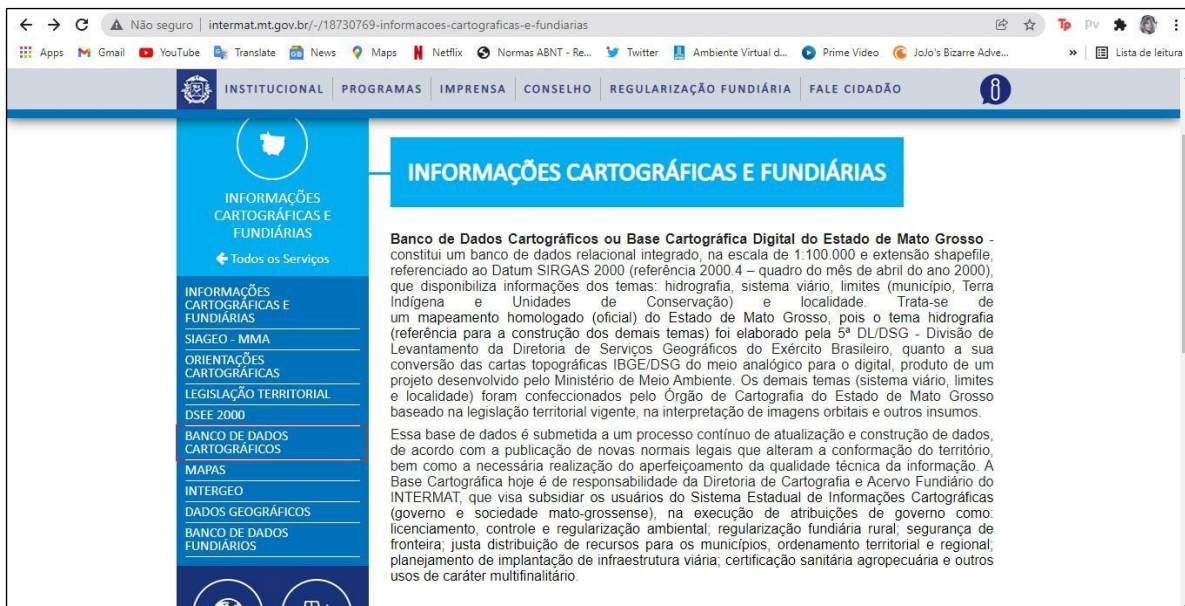 Não seguro | intermat.mt.gov.br/-/18730769-informacoes-cartograficas-e-fundiarias
Tp Pv
Apps Gmail YouTube Translate News Maps Netflix Normas ABNT - Re... Twitter Ambiente Virtual d... Prime Video JoJo's Bizarre Adve... » Lista de leitura
INSTITUCIONAL PROGRAMAS IMPRENSA CONSELHO REGULARIZAÇÃO FUNDIÁRIA FALE CIDADÃO
INFORMAÇÕES
CARTOGRÁFICAS E
FUNDIÁRIAS
Todos os Serviços
INFORMAÇÕES
CARTOGRÁFICAS E
FUNDIÁRIAS
SIAGEO - MMA
ORIENTAÇÕES
CARTOGRÁFICAS
LEGISLAÇÃO TERRITORIAL
DSEE 2000
BANCO DE DADOS
CARTOGRÁFICOS
MAPAS
INTERGEO
DADOS GEOGRÁFICOS
BANCO DE DADOS
FUNDIÁRIOS
INFORMAÇÕES CARTOGRÁFICAS E FUNDIÁRIAS
Banco de Dados Cartográficos ou Base Cartográfica Digital do Estado de Mato Grosso -
constitui um banco de dados relacional integrado, na escala de 1:100.000 e extensão shapefile,
referenciado ao Datum SIRGAS 2000 (referência 2000.4 – quadro do mês de abril do ano 2000),
que disponibiliza informações dos temas: hidrografia, sistema viário, limites (município, Terra
Indígena e Unidades de Conservação) e localidade. Trata-se de
um mapeamento homologado (oficial) do Estado de Mato Grosso, pois o tema hidrografia
(referência para a construção dos demais temas) foi elaborado pela 5ª DL/DSG - Divisão de
Levantamento da Diretoria de Serviços Geográficos do Exército Brasileiro, quanto a sua
conversão das cartas topográficas IBGE/DSG do meio analógico para o digital, produto de um
projeto desenvolvido pelo Ministério de Meio Ambiente. Os demais temas (sistema viário, limites
e localidade) foram confeccionados pelo Órgão de Cartografia do Estado de Mato Grosso
baseado na legislação territorial vigente, na interpretação de imagens orbitais e outros insumos.
Essa base de dados é submetida a um processo contínuo de atualização e construção de dados,
de acordo com a publicação de novas normais legais que alteram a conformação do território,
bem como a necessária realização do aperfeiçoamento da qualidade técnica da informação. A
Base Cartográfica hoje é de responsabilidade da Diretoria de Cartografia e Acervo Fundiário do
INTERMAT, que visa subsidiar os usuários do Sistema Estadual de Informações Cartográficas
(governo e sociedade mato-grossense), na execução de atribuições de governo como:
licenciamento, controle e regularização ambiental; regularização fundiária rural; segurança de
fronteira; justa distribuição de recursos para os municípios, ordenamento territorial e regional;
planejamento de implantação de infraestrutura viária; certificação sanitária agropecuária e outros
usos de caráter multifinalitário.